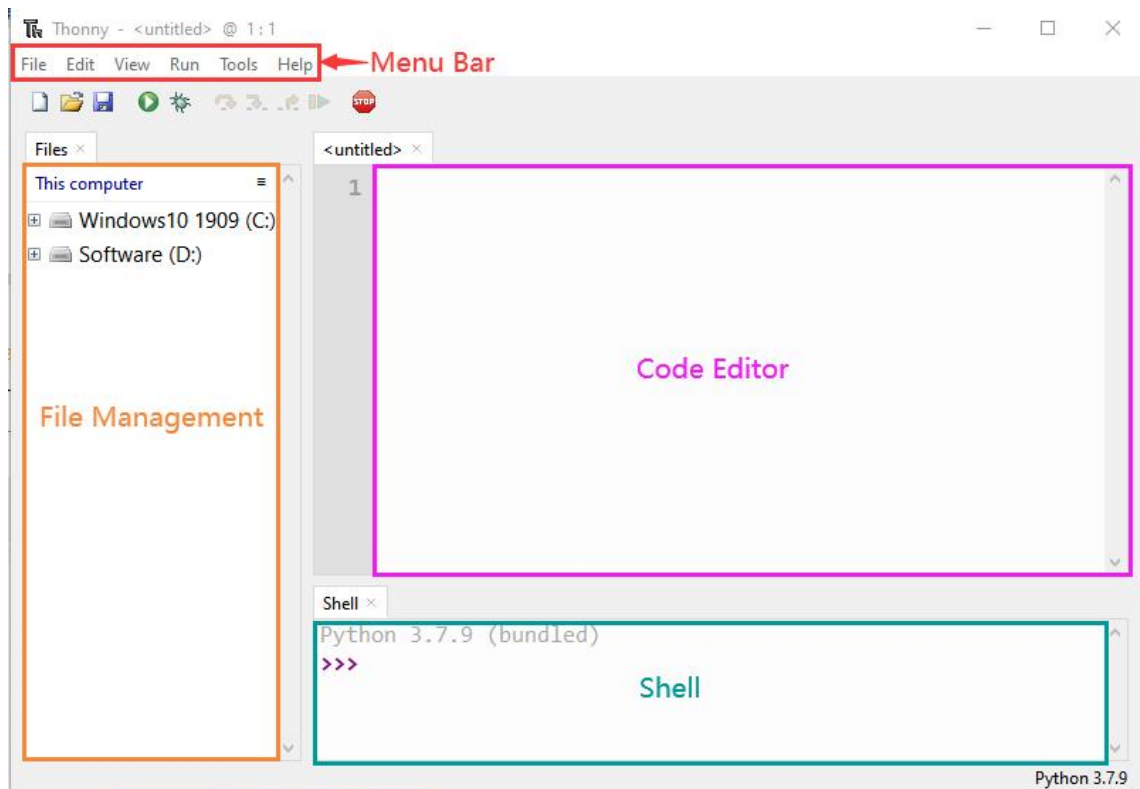 Thonny - <untitled> @ 1:1
File Edit View Run Tools Help
Menu Bar
STOP
Files
<untitled>
This computer
1
Windows10 1909 (C:)
Software (D:)
Code Editor
File Management
Shell
Python 3.7.9 (bundled)
>>>
Shell
Python 3.7.9